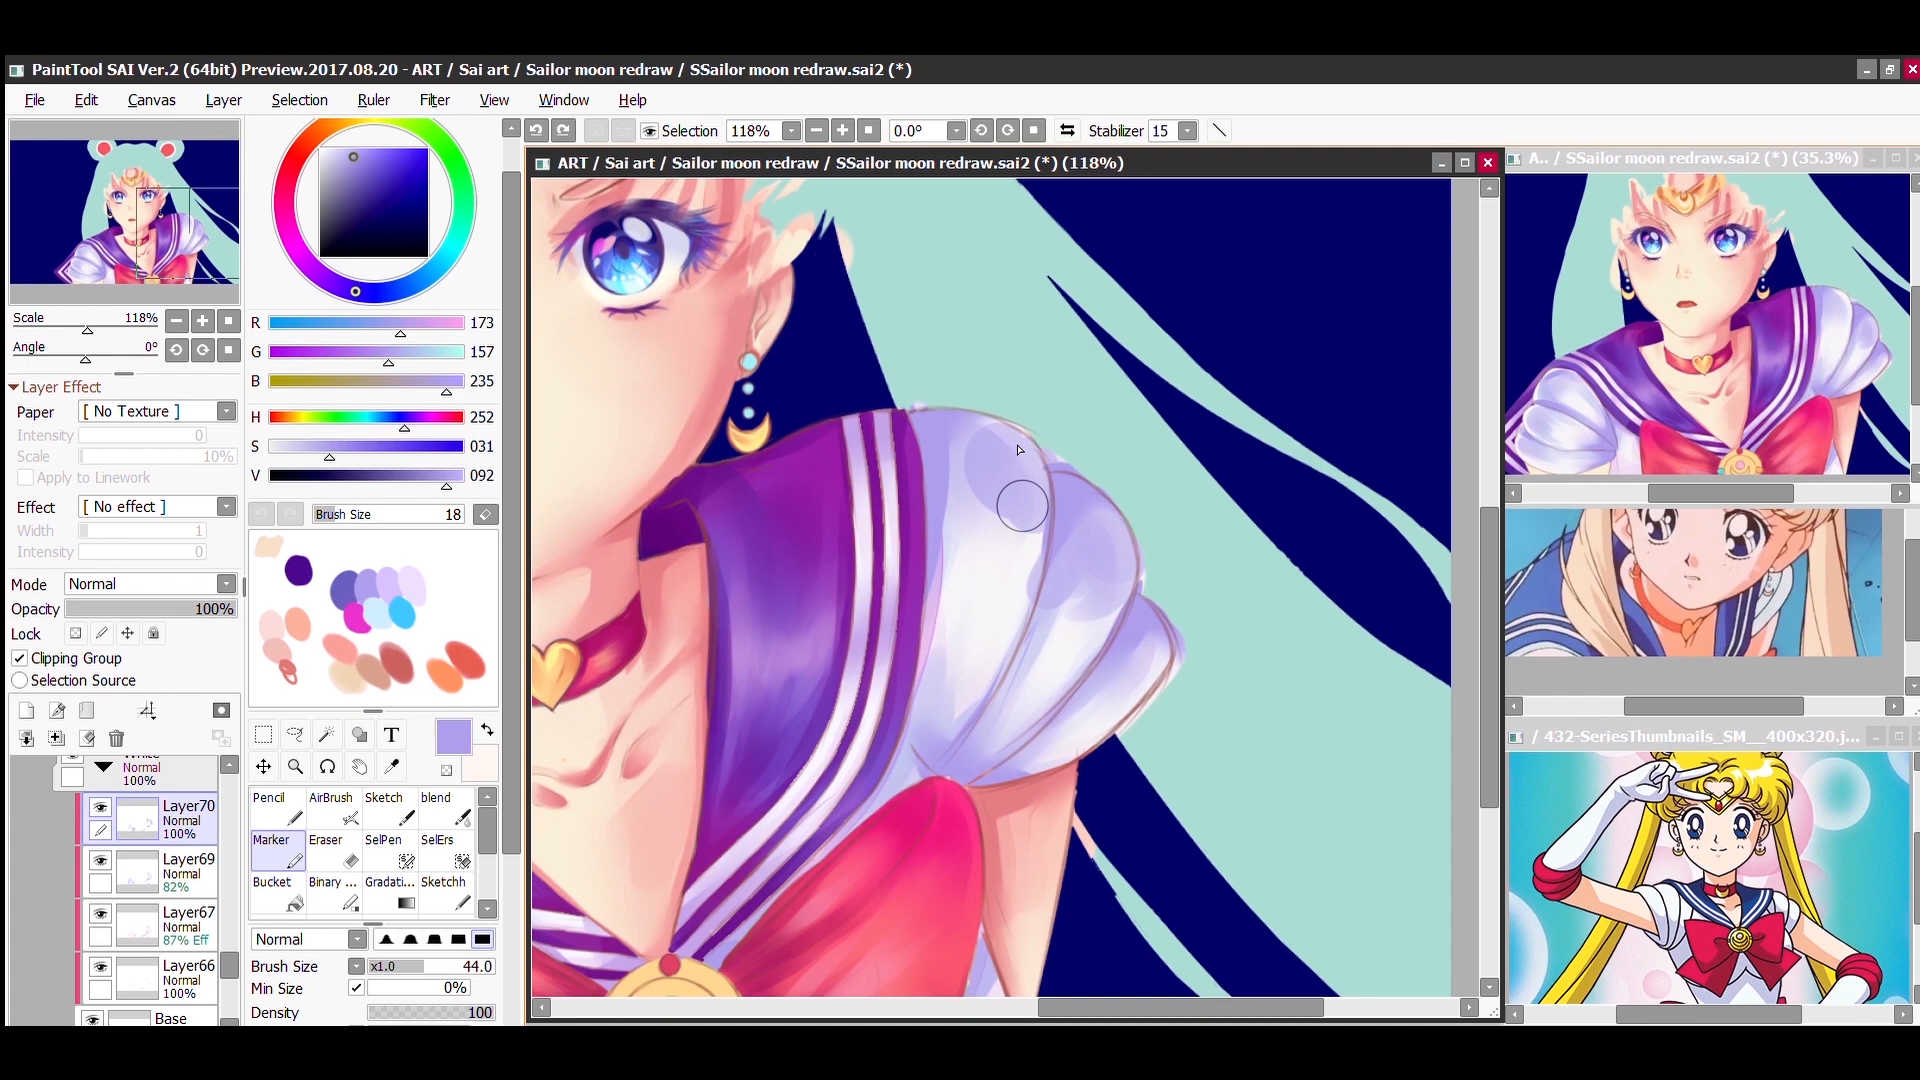 PaintTool SAI Ver.2 (64bit) Preview.2017.08.20 - ART / Sai art / Sailor moon redraw / SSailor moon redraw.sai2 (*)
File Edit Canvas Layer Selection Ruler Filter View Window Help
Selection 118% 0.0° Stabilizer 15
ART / Sai art / Sailor moon redraw / SSailor moon redraw.sai2 (*) (118%)
A.. / SSailor moon redraw.sai2 (*) (35.3%)
Scale 118%
Angle 0°
Layer Effect
Paper [ No Texture ]
Intensity 0
Scale 10%
Apply to Linework
Effect [ No effect ]
Width 1
Intensity 0
Mode Normal
Opacity 100%
Lock
Clipping Group
Selection Source
Normal
100%
Layer70
Normal
100%
Layer69
Normal
82%
Layer67
Normal
87% Eff
Layer66
Normal
100%
Base
R 173
G 157
B 235
H 252
S 031
V 092
Brush Size 18
T
Pencil AirBrush Sketch blend
Marker Eraser SelPen SelErs
Bucket Binary ... Gradati... Sketchh
Normal
Brush Size x1.0 44.0
Min Size 0%
Density 100
/ 432-SeriesThumbnails_SM__400x320.j...